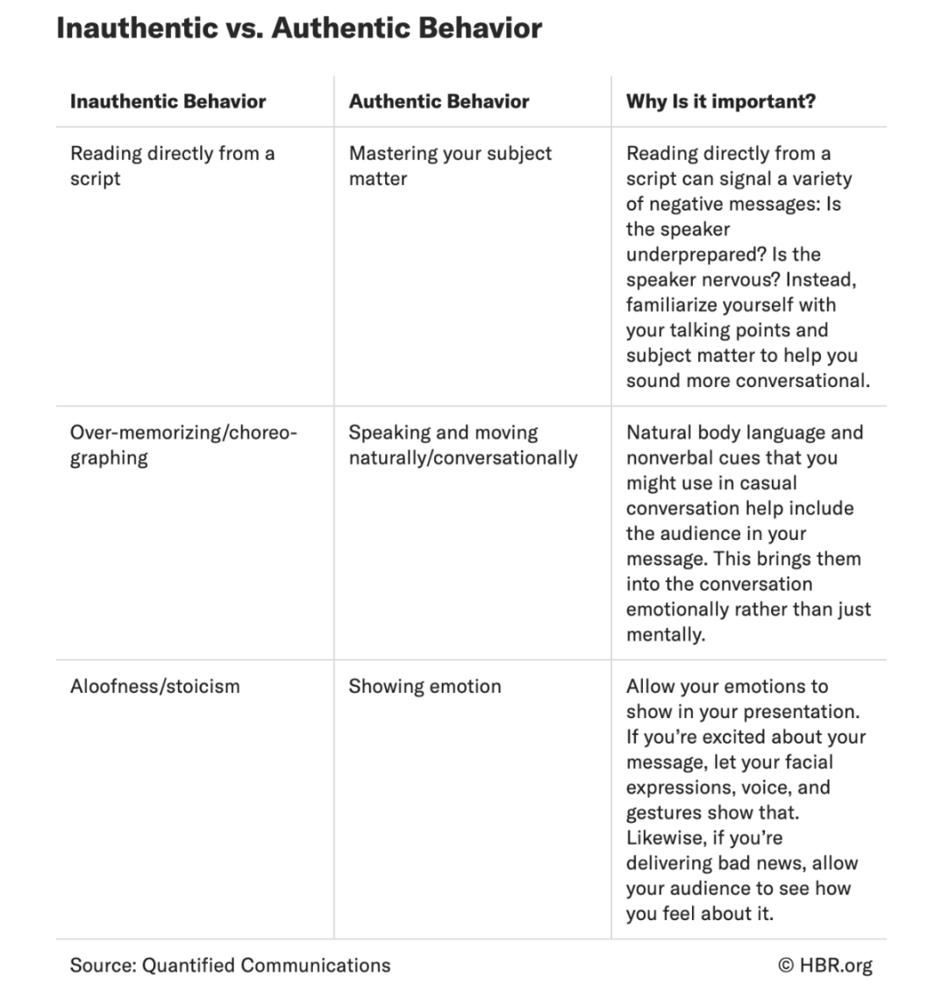 Inauthentic vs. Authentic Behavior
Inauthentic Behavior
Authentic Behavior
Why Is it important?
Reading directly from a
script
Mastering your subject
matter
Reading directly from a
script can signal a variety
of negative messages: Is
the speaker
underprepared? Is the
speaker nervous? Instead,
familiarize yourself with
your talking points and
subject matter to help you
sound more conversational.
Over-memorizing/choreo-
graphing
Speaking and moving
naturally/conversationally
Natural body language and
nonverbal cues that you
might use in casual
conversation help include
the audience in your
message. This brings them
into the conversation
emotionally rather than just
mentally.
Aloofness/stoicism
Showing emotion
Allow your emotions to
show in your presentation.
If you’re excited about your
message, let your facial
expressions, voice, and
gestures show that.
Likewise, if you’re
delivering bad news, allow
your audience to see how
you feel about it.
Source: Quantified Communications
© HBR.org